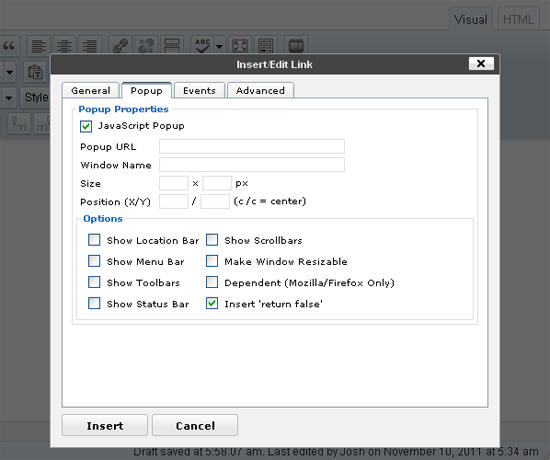 Visual HTML
ABC
Style
Insert/Edit Link
General Popup Events Advanced
Popup Properties
JavaScript Popup
Popup URL
Window Name
Size x px
Position (X/Y) / (c /c = center)
Options
Show Location Bar Show Scrollbars
Show Menu Bar Make Window Resizable
Show Toolbars Dependent (Mozilla/Firefox Only)
Show Status Bar Insert 'return false'
Insert Cancel
Draft saved at 5:58:07 am. Last edited by Josh on November 10, 2011 at 5:34 am